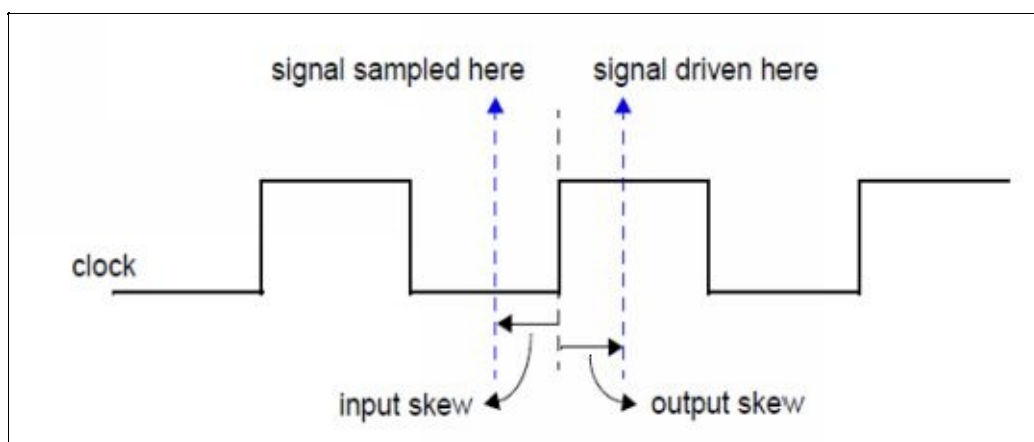 signal sampled here
signal driven here
clock
input skew
output skew